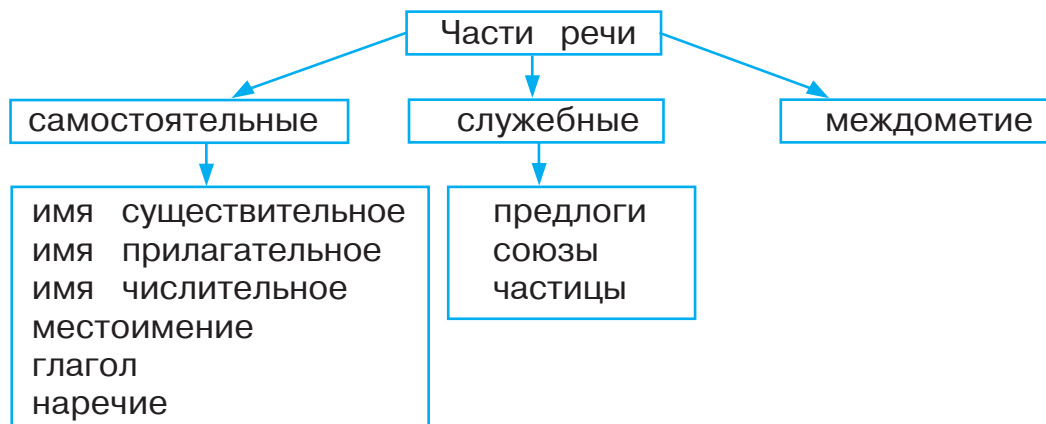 Части речи
самостоятельные
служебные
междометие
имя существительное
имя прилагательное
имя числительное
местоимение
глагол
наречие
предлоги
союзы
частицы